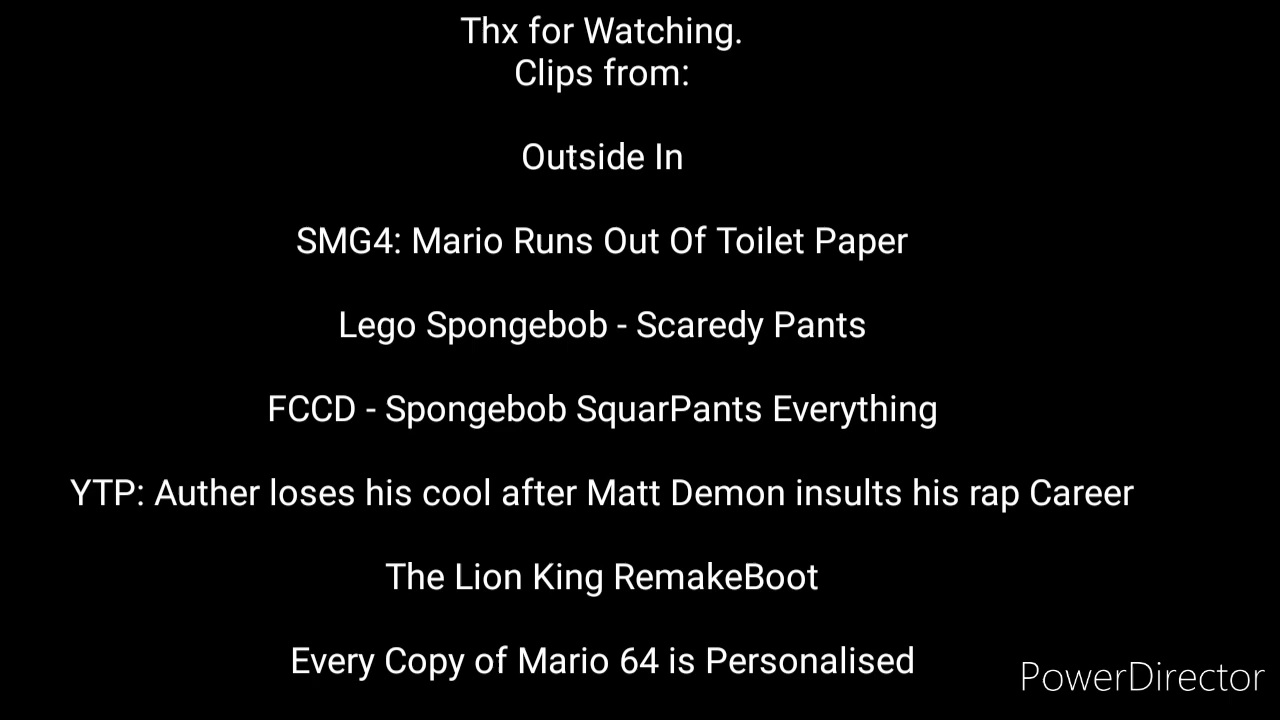 Thx for Watching.
Clips from:
Outside In
SMG4: Mario Runs Out Of Toilet Paper
Lego Spongebob - Scaredy Pants
FCCD - Spongebob SquarPants Everything
YTP: Auther loses his cool after Matt Demon insults his rap Career
The Lion King RemakeBoot
Every Copy of Mario 64 is Personalised
PowerDirector